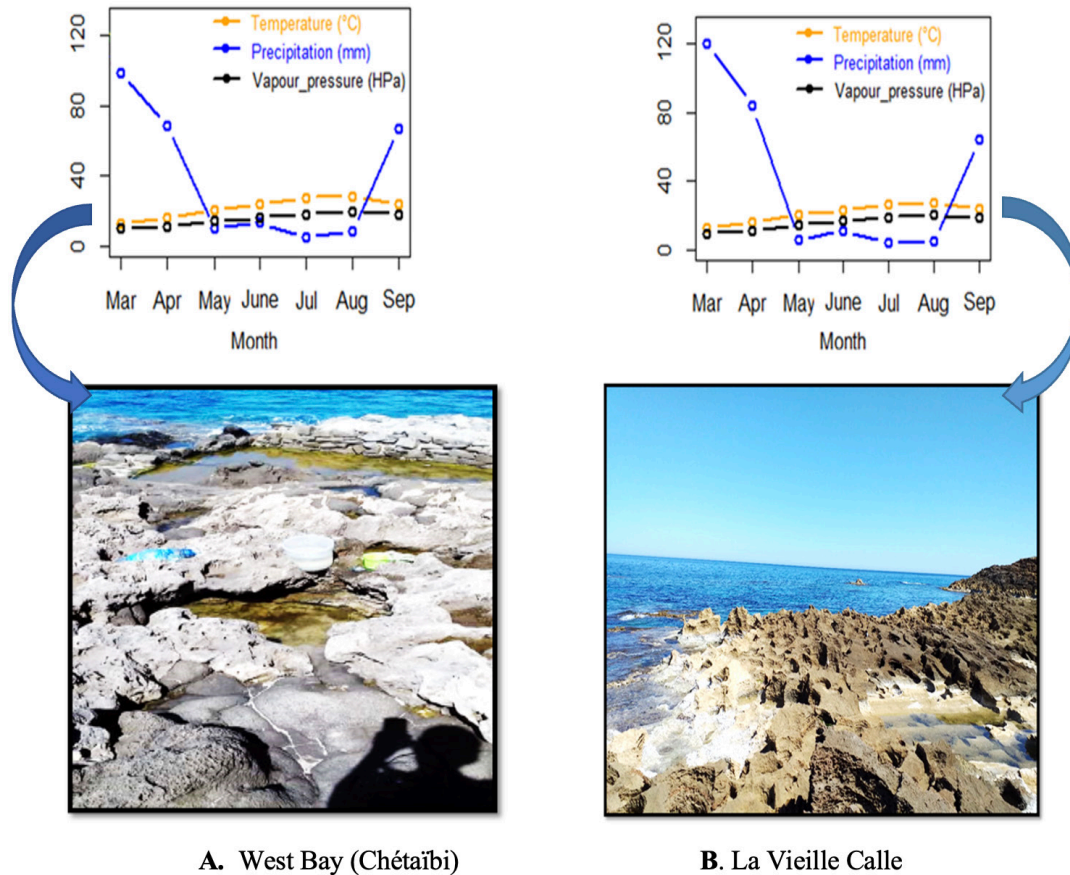 120
80
40
0
Temperature (°C)
Precipitation (mm)
Vapour_pressure (HPa)
Mar Apr May June Jul Aug Sep
Month
120
80
40
0
Temperature (°C)
Precipitation (mm)
Vapour_pressure (HPa)
Mar Apr May June Jul Aug Sep
Month
A. West Bay (Chétaïbi)
B. La Vieille Calle